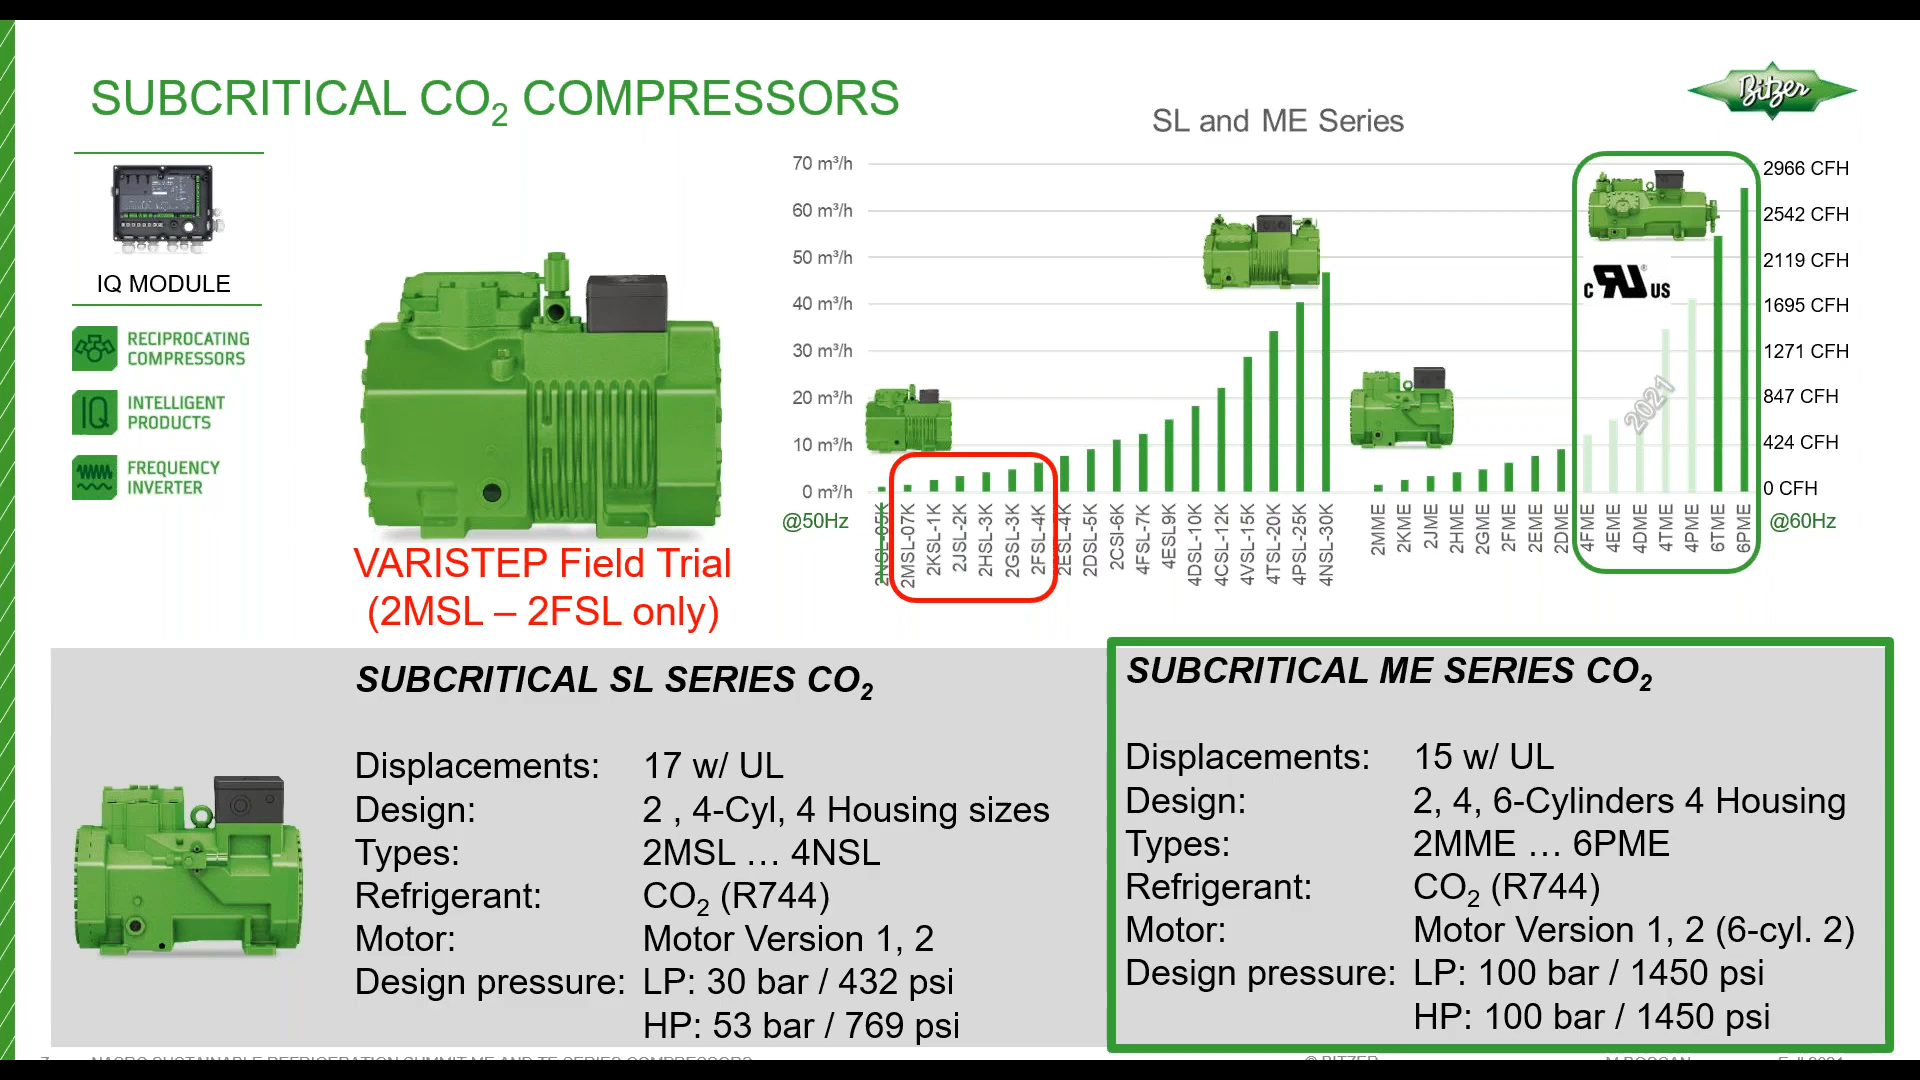 SUBCRITICAL CO2 COMPRESSORS
Bitzer
IQ MODULE
RECIPROCATING
COMPRESSORS
IQ
INTELLIGENT
PRODUCTS
FREQUENCY
INVERTER
VARISTEP Field Trial
(2MSL – 2FSL only)
SL and ME Series
70 m³/h
60 m³/h
50 m³/h
40 m³/h
30 m³/h
20 m³/h
10 m³/h
0 m³/h
@50Hz
2966 CFH
2542 CFH
2119 CFH
1695 CFH
1271 CFH
847 CFH
424 CFH
0 CFH
@60Hz
c RU ® US
2021
2NSL-05K
2MSL-07K
2KSL-1K
2JSL-2K
2HSL-3K
2GSL-3K
2FSL-4K
2ESL-4K
2DSL-5K
2CSl-6K
4FSL-7K
4ESL9K
4DSL-10K
4CSL-12K
4VSL-15K
4TSL-20K
4PSL-25K
4NSL-30K
2MME
2KME
2JME
2HME
2GME
2FME
2EME
2DME
4FME
4EME
4DME
4TME
4PME
6TME
6PME
SUBCRITICAL SL SERIES CO2
Displacements: 17 w/ UL
Design: 2 , 4-Cyl, 4 Housing sizes
Types: 2MSL … 4NSL
Refrigerant: CO2 (R744)
Motor: Motor Version 1, 2
Design pressure: LP: 30 bar / 432 psi
HP: 53 bar / 769 psi
SUBCRITICAL ME SERIES CO2
Displacements: 15 w/ UL
Design: 2, 4, 6-Cylinders 4 Housing
Types: 2MME … 6PME
Refrigerant: CO2 (R744)
Motor: Motor Version 1, 2 (6-cyl. 2)
Design pressure: LP: 100 bar / 1450 psi
HP: 100 bar / 1450 psi